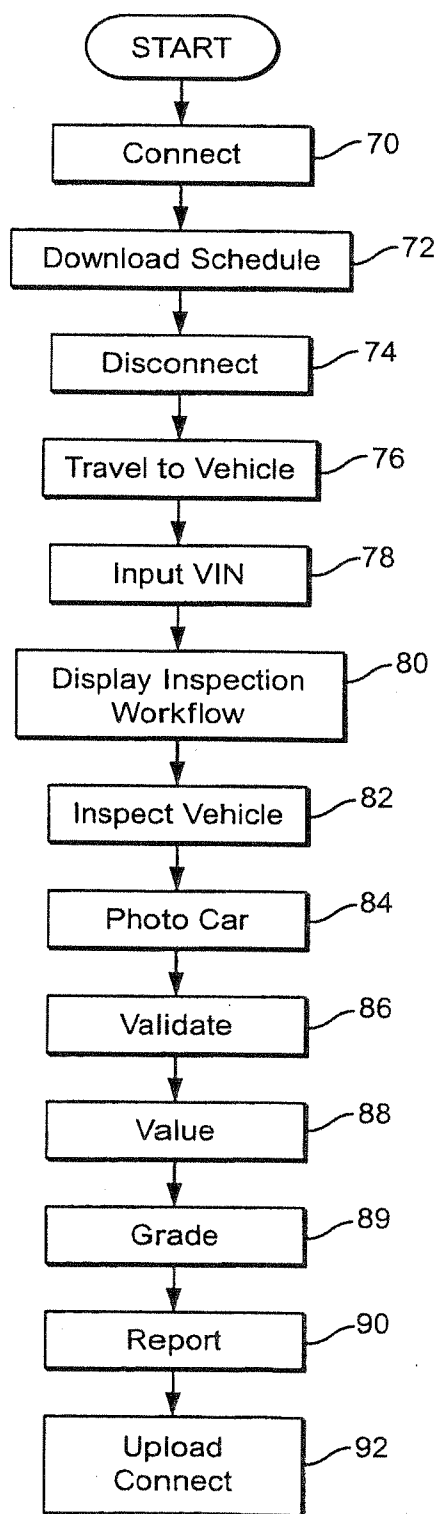 START
Connect
70
Download Schedule
72
Disconnect
74
Travel to Vehicle
76
Input VIN
78
Display Inspection
Workflow
80
Inspect Vehicle
82
Photo Car
84
Validate
86
Value
88
Grade
89
Report
90
Upload
Connect
92